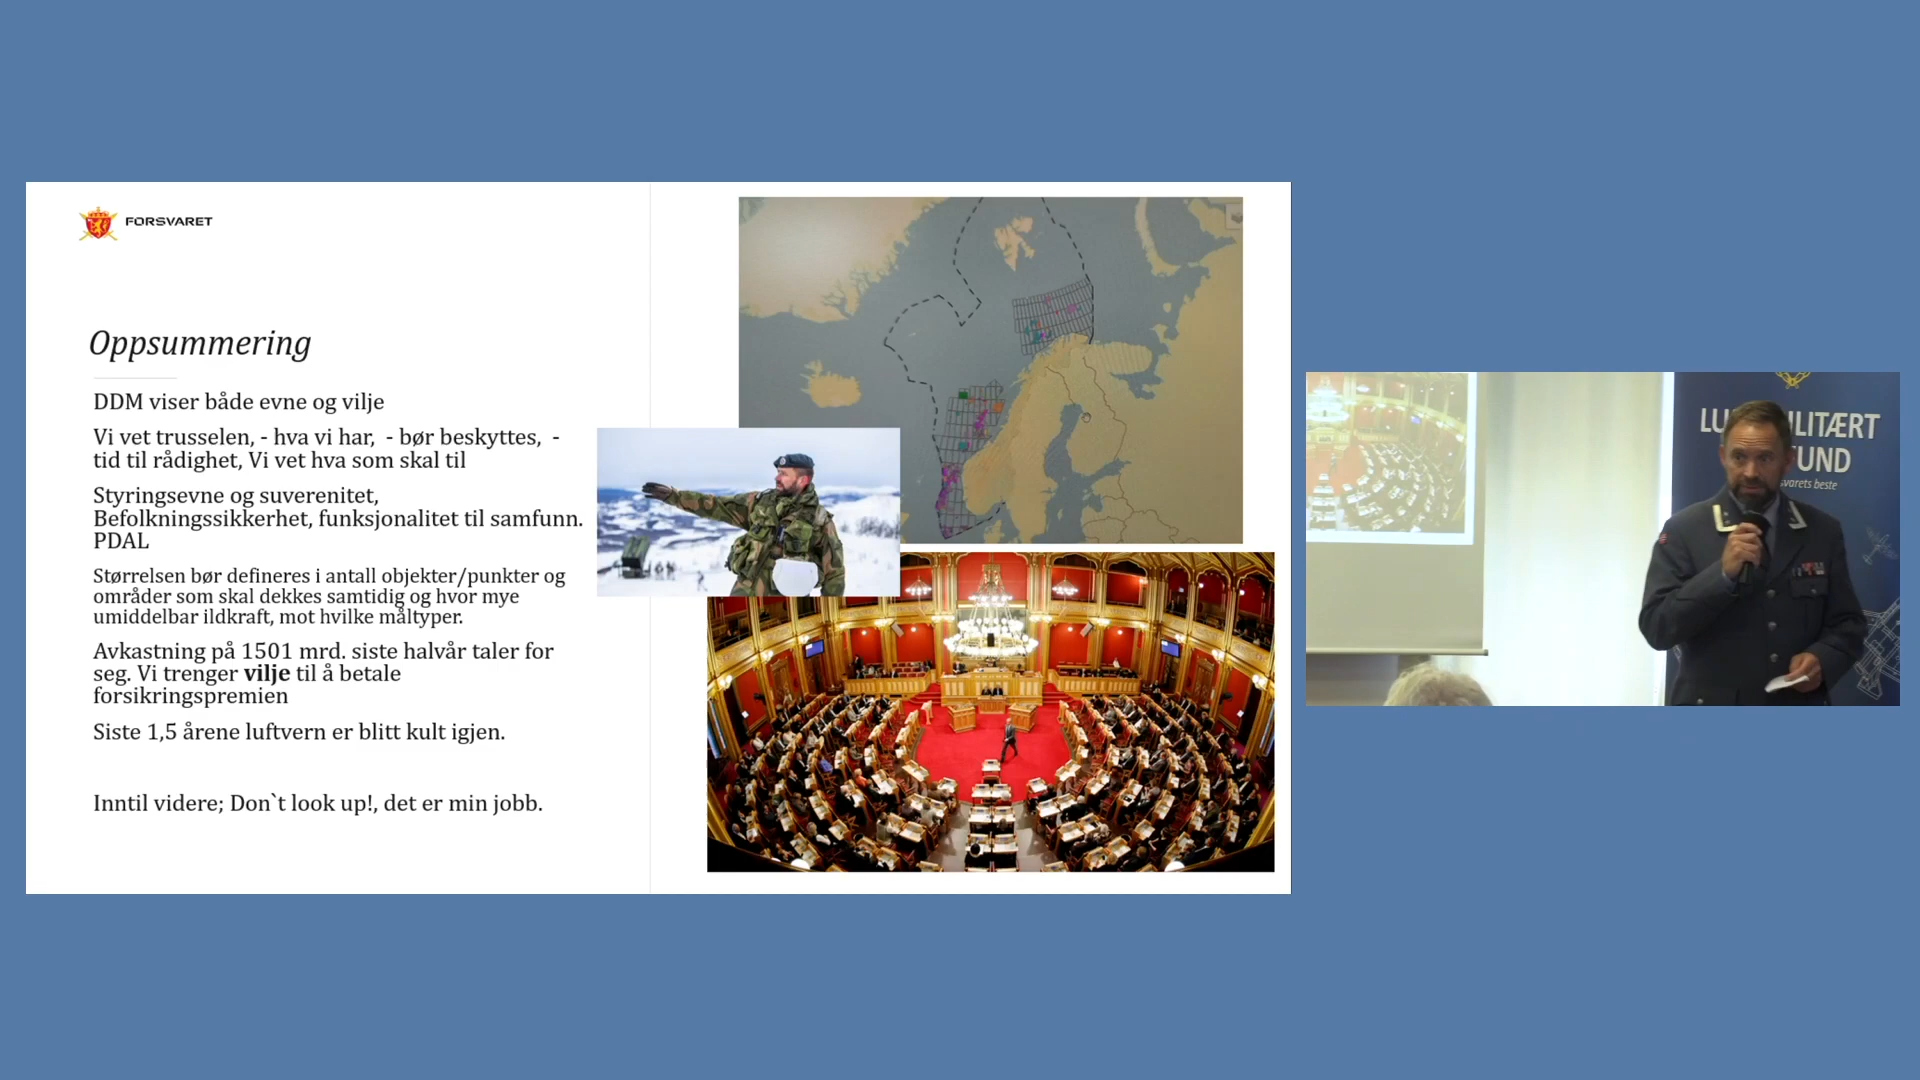 FORSVARET
Oppsummering
DDM viser både evne og vilje
Vi vet trusselen, - hva vi har,  - bør beskyttes,  -
tid til rådighet, Vi vet hva som skal til
Styringsevne og suverenitet,
Befolkningssikkerhet, funksjonalitet til samfunn.
PDAL
Størrelsen bør defineres i antall objekter/punkter og
områder som skal dekkes samtidig og hvor mye
umiddelbar ildkraft, mot hvilke måltyper.
Avkastning på 1501 mrd. siste halvår taler for
seg. Vi trenger vilje til å betale
forsikringspremien
Siste 1,5 årene luftvern er blitt kult igjen.
Inntil videre; Don`t look up!, det er min jobb.
LU ILITÆRT
FUND
svarets beste